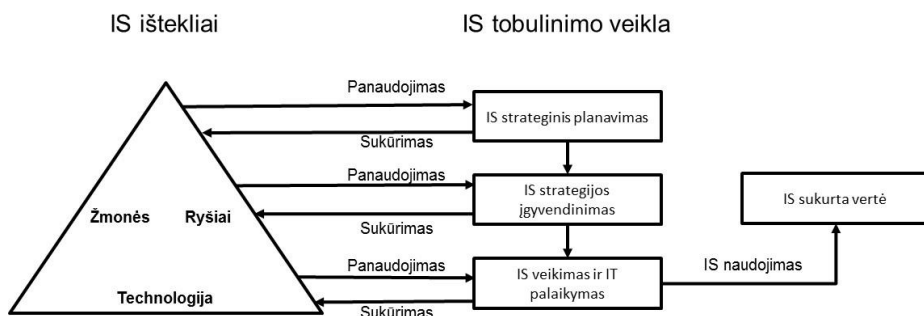 IS ištekliai
IS tobulinimo veikla
Panaudojimas
IS strateginis planavimas
Sukūrimas
Panaudojimas
IS strategijos
įgyvendinimas
IS sukurta vertė
Žmonės
Ryšiai
Sukūrimas
Panaudojimas
IS veikimas ir IT
palaikymas
IS naudojimas
Technologija
Sukūrimas